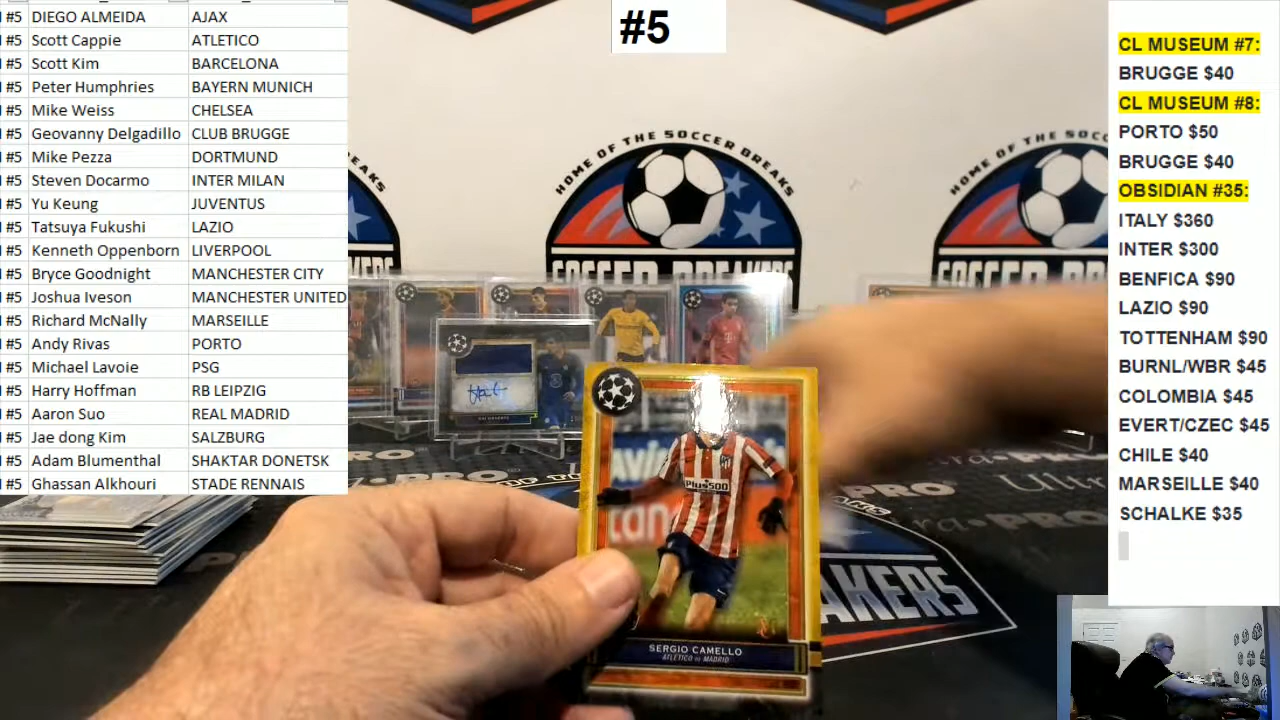 #5 DIEGO ALMEIDA AJAX
#5 Scott Cappie ATLETICO
#5 Scott Kim BARCELONA
#5 Peter Humphries BAYERN MUNICH
#5 Mike Weiss CHELSEA
#5 Geovanny Delgadillo CLUB BRUGGE
#5 Mike Pezza DORTMUND
#5 Steven Docarmo INTER MILAN
#5 Yu Keung JUVENTUS
#5 Tatsuya Fukushi LAZIO
#5 Kenneth Oppenborn LIVERPOOL
#5 Bryce Goodnight MANCHESTER CITY
#5 Joshua Iveson MANCHESTER UNITED
#5 Richard McNally MARSEILLE
#5 Andy Rivas PORTO
#5 Michael Lavoie PSG
#5 Harry Hoffman RB LEIPZIG
#5 Aaron Suo REAL MADRID
#5 Jae dong Kim SALZBURG
#5 Adam Blumenthal SHAKTAR DONETSK
#5 Ghassan Alkhouri STADE RENNAIS
#5
HOME OF THE SOCCER BREAKS
SOCCER BREAKERS
Plus500
SERGIO CAMELLO
ATLÉTICO DE MADRID
CL MUSEUM #7:
BRUGGE $40
CL MUSEUM #8:
PORTO $50
BRUGGE $40
OBSIDIAN #35:
ITALY $360
INTER $300
BENFICA $90
LAZIO $90
TOTTENHAM $90
BURNL/WBR $45
COLOMBIA $45
EVERT/CZEC $45
CHILE $40
MARSEILLE $40
SCHALKE $35